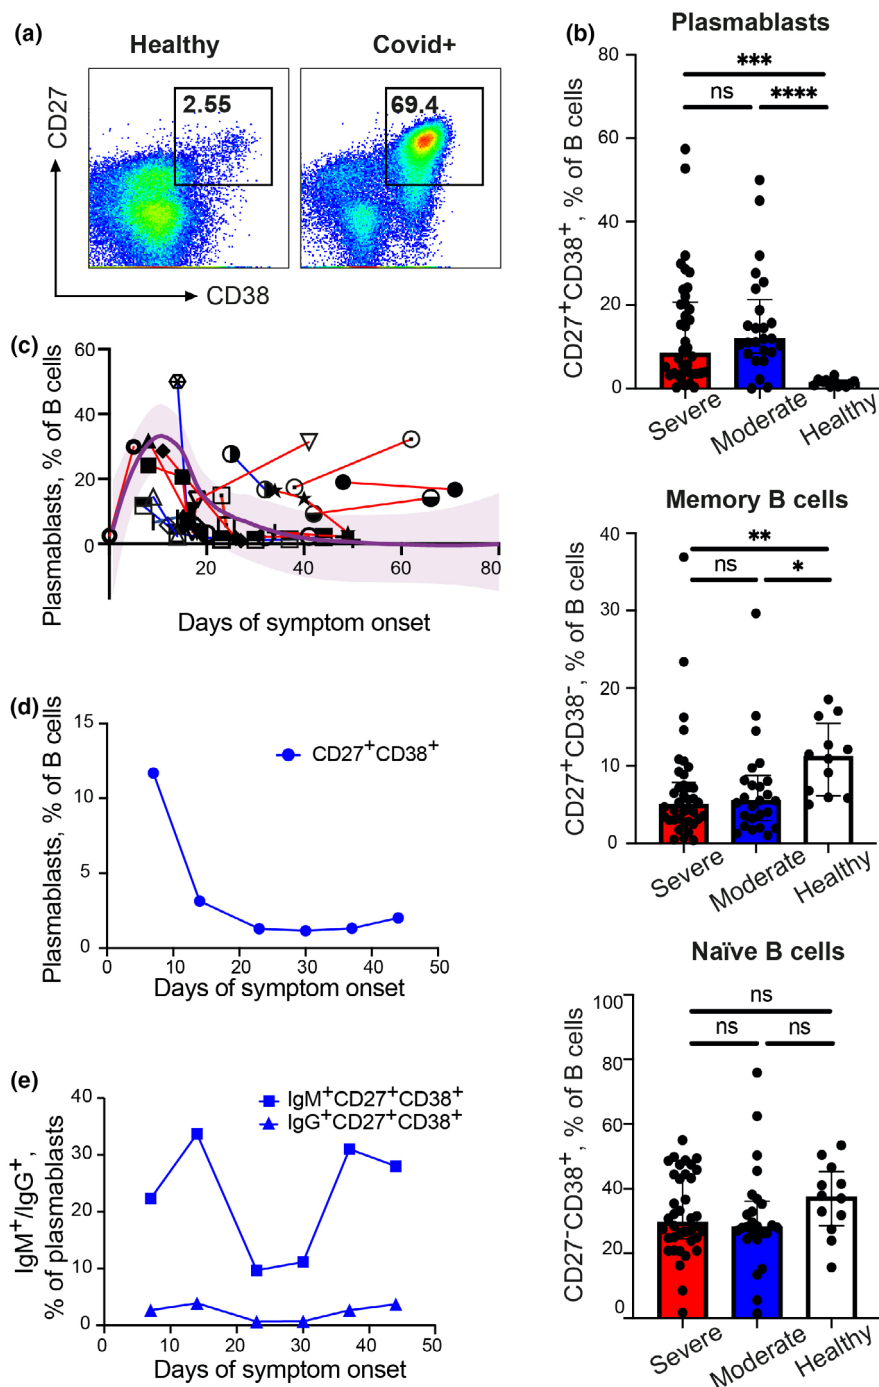 (a)
Healthy
Covid+
2.55
69.4
CD27
CD38
(b)
Plasmablasts
***
ns
****
CD27+CD38+, % of B cells
80
60
40
20
0
Severe
Moderate
Healthy
Memory B cells
**
ns
*
CD27+CD38-, % of B cells
40
30
20
10
0
Severe
Moderate
Healthy
Naïve B cells
ns
ns
ns
CD27-CD38+, % of B cells
100
80
60
40
20
0
Severe
Moderate
Healthy
(c)
Plasmablasts, % of B cells
60
40
20
0
20
40
60
80
Days of symptom onset
(d)
Plasmablasts, % of B cells
15
10
5
0
CD27+CD38+
0
10
20
30
40
50
Days of symptom onset
(e)
IgM+/IgG+,
% of plasmablasts
40
30
20
10
0
IgM+CD27+CD38+
IgG+CD27+CD38+
0
10
20
30
40
50
Days of symptom onset